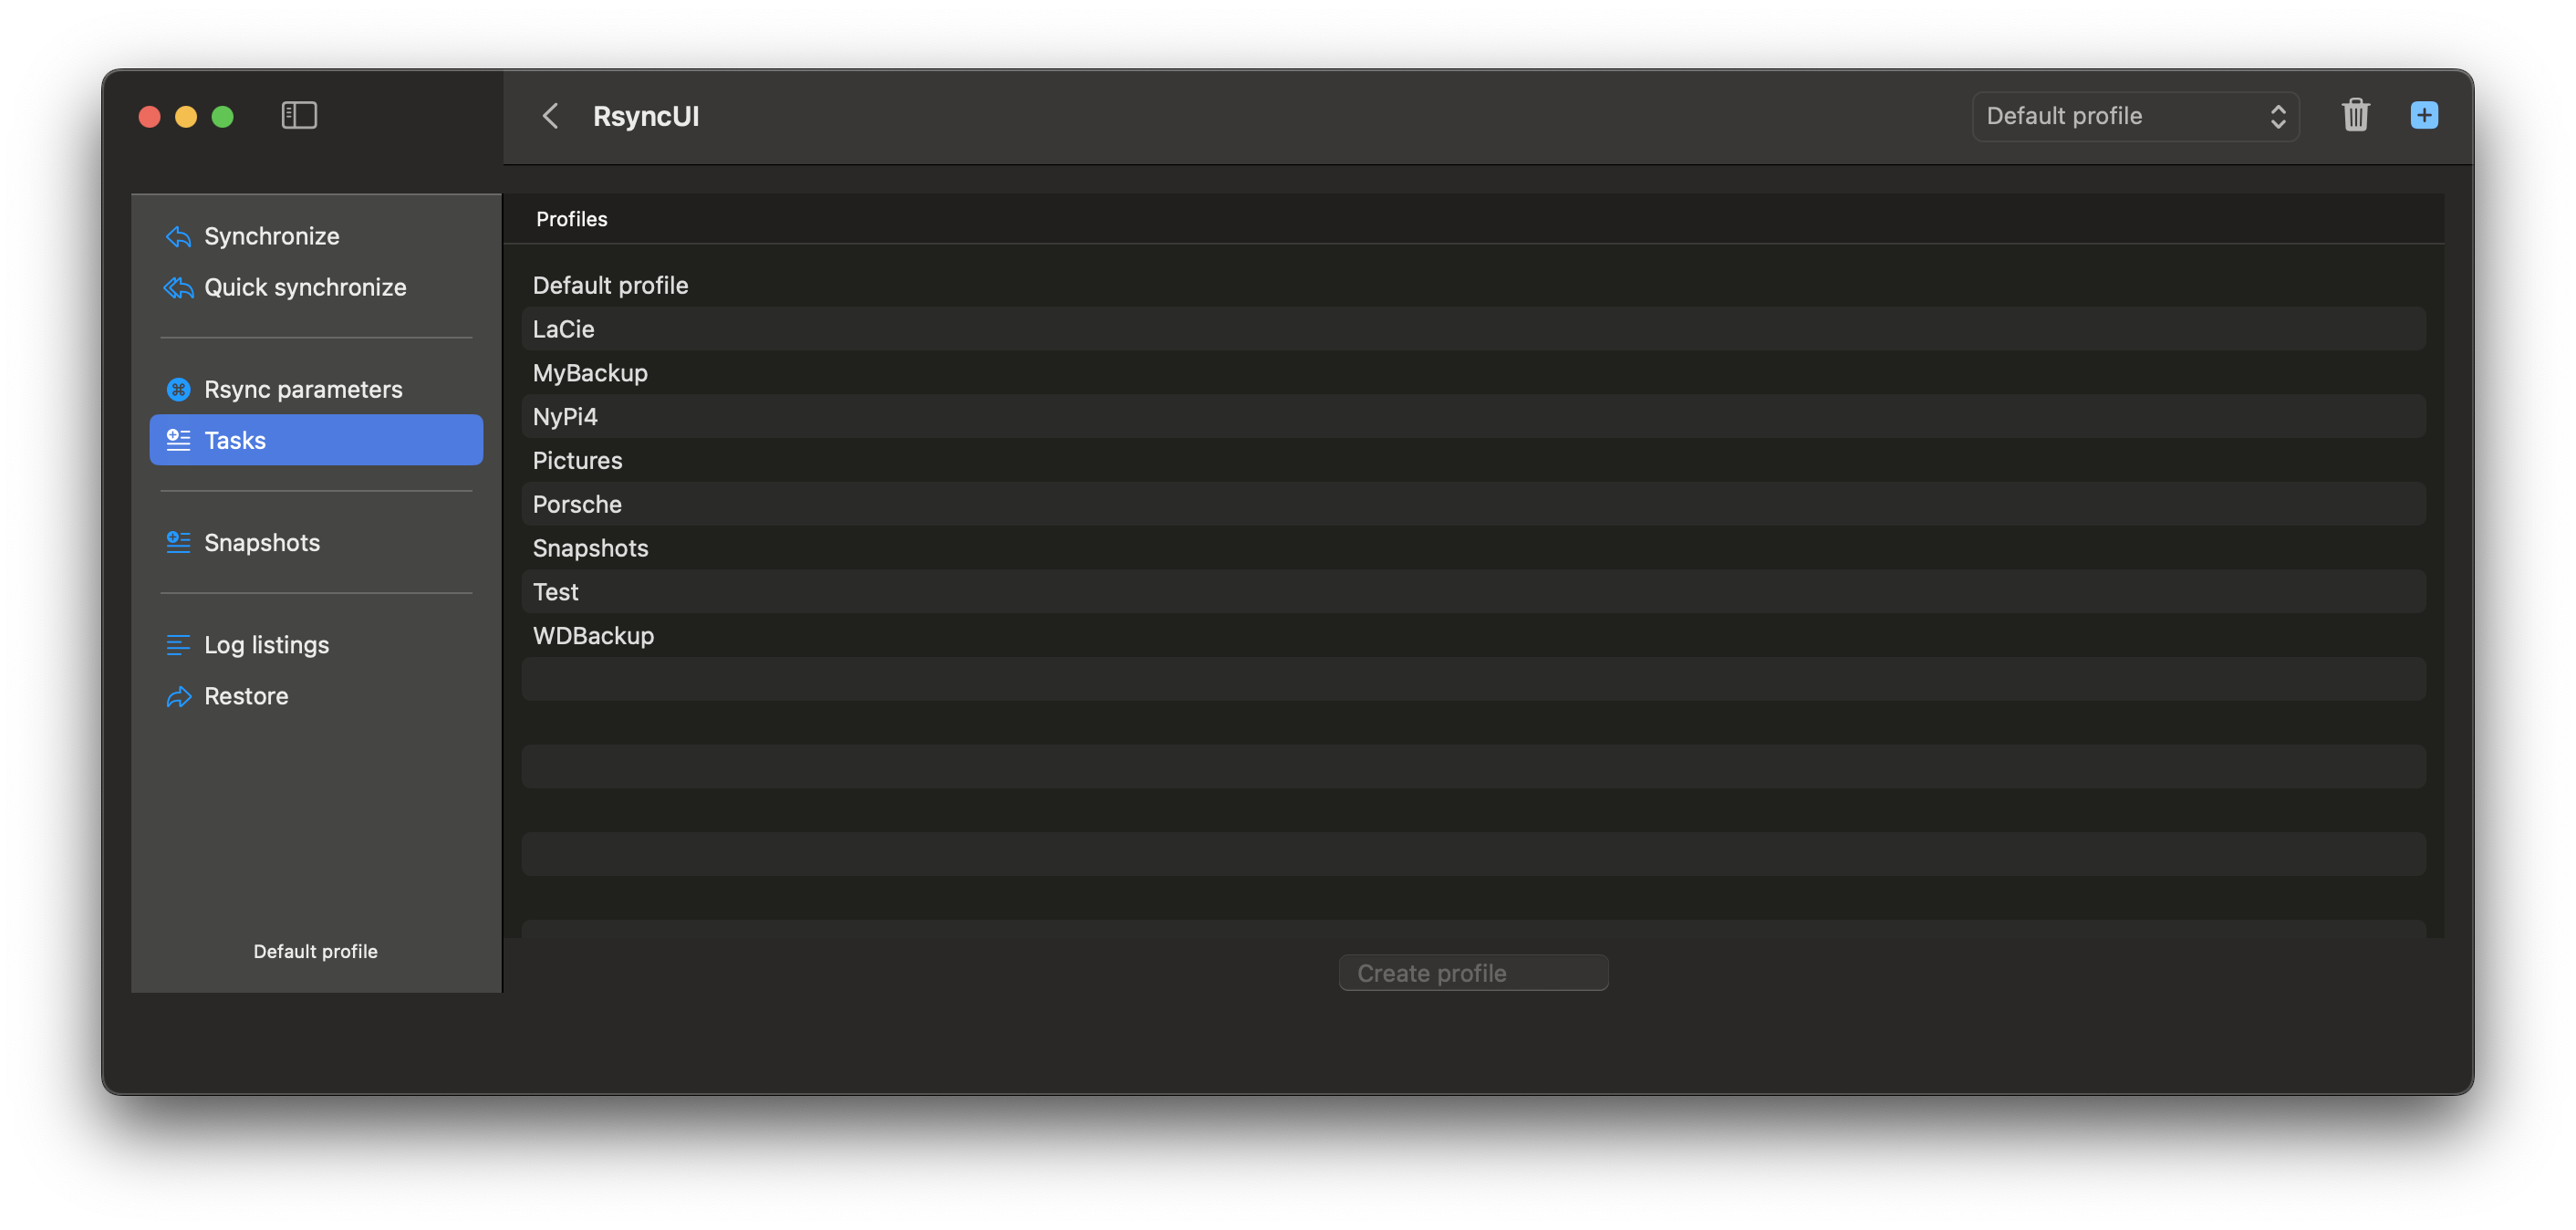 RsyncUI
Default profile
Synchronize
Quick synchronize
Rsync parameters
Tasks
Snapshots
Log listings
Restore
Default profile
Profiles
Default profile
LaCie
MyBackup
NyPi4
Pictures
Porsche
Snapshots
Test
WDBackup
Create profile